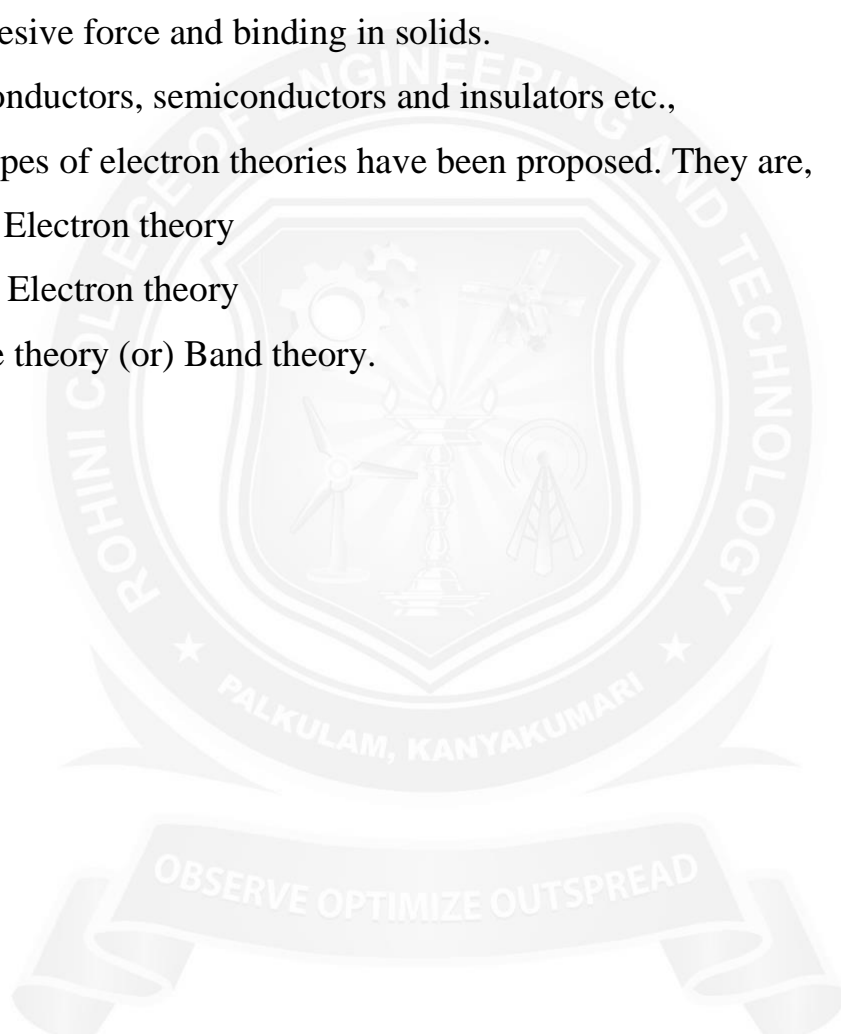 esive force and binding in solids.
onductors, semiconductors and insulators etc.,
pes of electron theories have been proposed. They are,
Electron theory
Electron theory
e theory (or) Band theory.
ROHINI COLLEGE OF ENGINEERING AND TECHNOLOGY
PALKULAM, KANYAKUMARI
OBSERVE OPTIMIZE OUTSPREAD